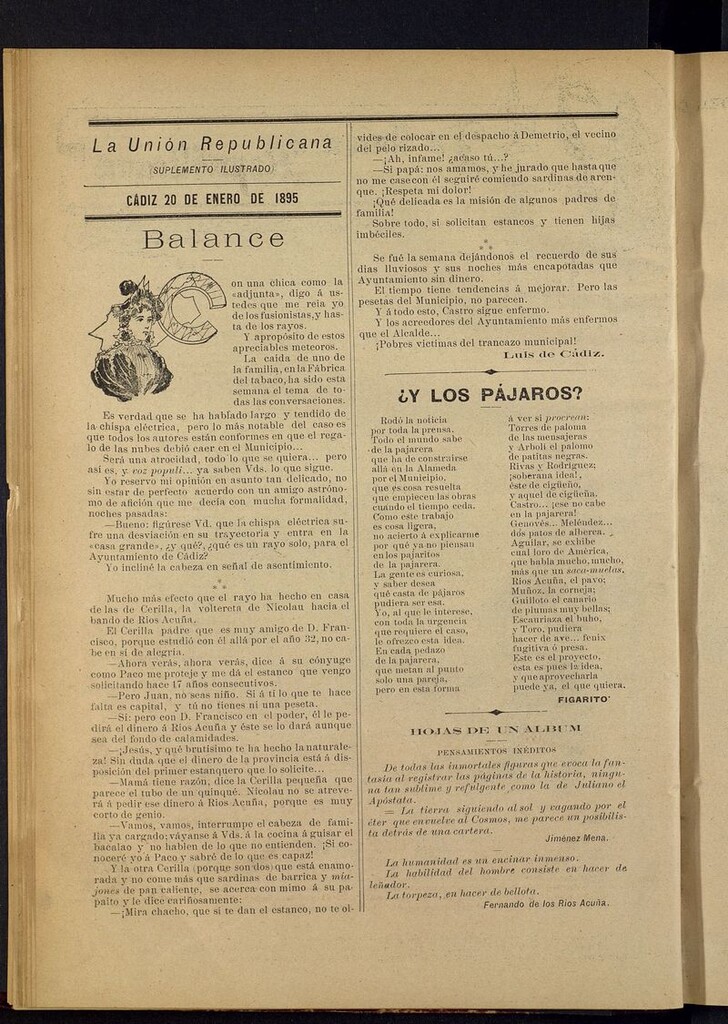 La Unión Republicana
(SUPLEMENTO ILUSTRADO)
CÁDIZ 20 DE ENERO DE 1895
Balance
Con una chica como la
«adjunta», digo á us-
tedes que me reia yo
de los fusionistas, y has-
ta de los rayos.
Y apropósito de estos
apreciables meteoros.
La caida de uno de
la familia, en la Fábrica
del tabaco, ha sido esta
semana el tema de to-
das las conversaciones.
Es verdad que se ha hablado largo y tendido de
la chispa eléctrica, pero lo más notable del caso es
que todos los autores están conformes en que el rega-
lo de las nubes debió caer en el Municipio...
Será una atrocidad, todo lo que se quiera... pero
así es, y voz populi... ya saben Vds. lo que sigue.
Yo reservo mi opinión en asunto tan delicado, no
sin estar de perfecto acuerdo con un amigo astróno-
mo de afición que me decía con mucha formalidad,
noches pasadas:
—Bueno: figúrese Vd. que la chispa eléctrica su-
fre una desviación en su trayectoria y entra en la
«casa grande», ¿y qué?, ¿qué es un rayo solo, para el
Ayuntamiento de Cádiz?
Yo incliné la cabeza en señal de asentimiento.
* * *
Mucho más efecto que el rayo ha hecho en casa
de las de Cerilla, la voltereta de Nicolau hacia el
bando de Rios Acuña.
El Cerilla padre que es muy amigo de D. Fran-
cisco, porque estudió con él allá por el año 32, no ca-
be en sí de alegría.
—Ahora verás, ahora verás, dice á su cónyuge
como Paco me proteje y me dá el estanco que vengo
solicitando hace 17 años consecutivos.
—Pero Juan, no seas niño. Si á ti lo que te hace
falta es capital, y tú no tienes ni una peseta.
—Sí; pero con D. Francisco en el poder, él le pe-
dirá el dinero á Rios Acuña y éste se lo dará aunque
sea del fondo de calamidades.
—¡Jesús, y qué brutísimo te ha hecho la naturale-
za! Sin duda que el dinero de la provincia está á dis-
posición del primer estanquero que lo solicite...
—Mamá tiene razón; dice la Cerilla pequeña que
parece el tubo de un quinqué. Nicolau no se atreve-
rá á pedir ese dinero á Rios Acuña, porque es muy
corto de genio.
—Vamos, vamos, interrumpe el cabeza de fami-
lia ya cargado; váyanse á Vds. á la cocina á guisar el
bacalao y no hablen de lo que no entienden. ¡Si co-
noceré yo á Paco y sabré de lo que es capaz!
Y la otra Cerilla (porque son dos) que está enamo-
rada y no come más que sardinas de barrica y miajo-
jones de pan caliente, se acerca con mimo á su pa-
paito y le dice cariñosamente:
—¡Mira chacho, que si te dan el estanco, no te ol-
vides de colocar en el despacho á Demetrio, el vecino
del pelo rizado...
—¡Ah, infame! ¿acaso tú...?
—Si papá: nos amamos, y he jurado que hasta que
no me case con él seguiré comiendo sardinas de aren-
que. ¡Respeta mi dolor!
¡Qué delicada es la misión de algunos padres de
familia!
Sobre todo, si solicitan estancos y tienen hijas
imbéciles.
* * *
Se fué la semana dejándonos el recuerdo de sus
dias lluviosos y sus noches más encapotadas que
Ayuntamiento sin dinero.
El tiempo tiene tendencias á mejorar. Pero las
pesetas del Municipio, no parecen.
Y á todo esto, Castro sigue enfermo.
Y los acreedores del Ayuntamiento más enfermos
que el Alcalde...
¡Pobres victimas del trancazo municipal!
Luis de Cádiz.
¿Y LOS PÁJAROS?
Rodó la noticia
por toda la prensa.
Todo el mundo sabe
de la pajarera
que ha de construirse
allá en la Alameda
por el Municipio,
que es cosa resuelta
que empiecen las obras
cuándo el tiempo ceda.
Como este trabajo
es cosa ligera,
no acierto á explicarme
por qué ya no piensan
en los pajaritos
de la pajarera.
La gente es curiosa,
y saber desea
qué casta de pájaros
pudiera ser esa.
Yo, al que le interese,
con toda la urgencia
que requiere el caso,
le ofrezco esta idea.
En cada pedazo
de la pajarera,
que metan al punto
solo una pareja,
pero en esta forma
á ver si procrean:
Torres de paloma
de las mensajeras
y Arboli el palomo
de patitas negras.
Rivas y Rodriguez;
¡soberana idea!,
éste de cigüeño,
y aquel de cigüeña.
Castro... ¡ese no cabe
en la pajarera!
Genovés... Meléndez...
dós patos de alberca.
Aguilar, se exhibe
cual loro de América,
que habla mucho, mucho,
más que un saca-muelas.
Rios Acuña, el pavo;
Muñoz, la corneja;
Guilloto el canario
de plumas muy bellas;
Escauriaza el buho,
y Toro, pudiera
hacer de ave... fenix
fugitiva ó presa.
Este es el proyecto,
esta es pues la idea,
y que aprovecharla
puede ya, el que quiera.
FIGARITO
HOJAS DE UN ALBUM
PENSAMIENTOS INÉDITOS
De todas las inmortales figuras que evoca la fan-
tasia al registrar las páginas de la historia, ningu-
na tan sublime y refulgente como la de Juliano el
Apóstata.
= La tierra siguiendo al sol y vagando por el
éter que envuelve al Cosmos, me parece un posibilis-
ta detrás de una cartera.
Jiménez Mena.
La humanidad es un encinar inmenso.
La habilidad del hombre consiste en hacer de
leñador.
La torpeza, en hacer de bellota.
Fernando de los Rios Acuña.